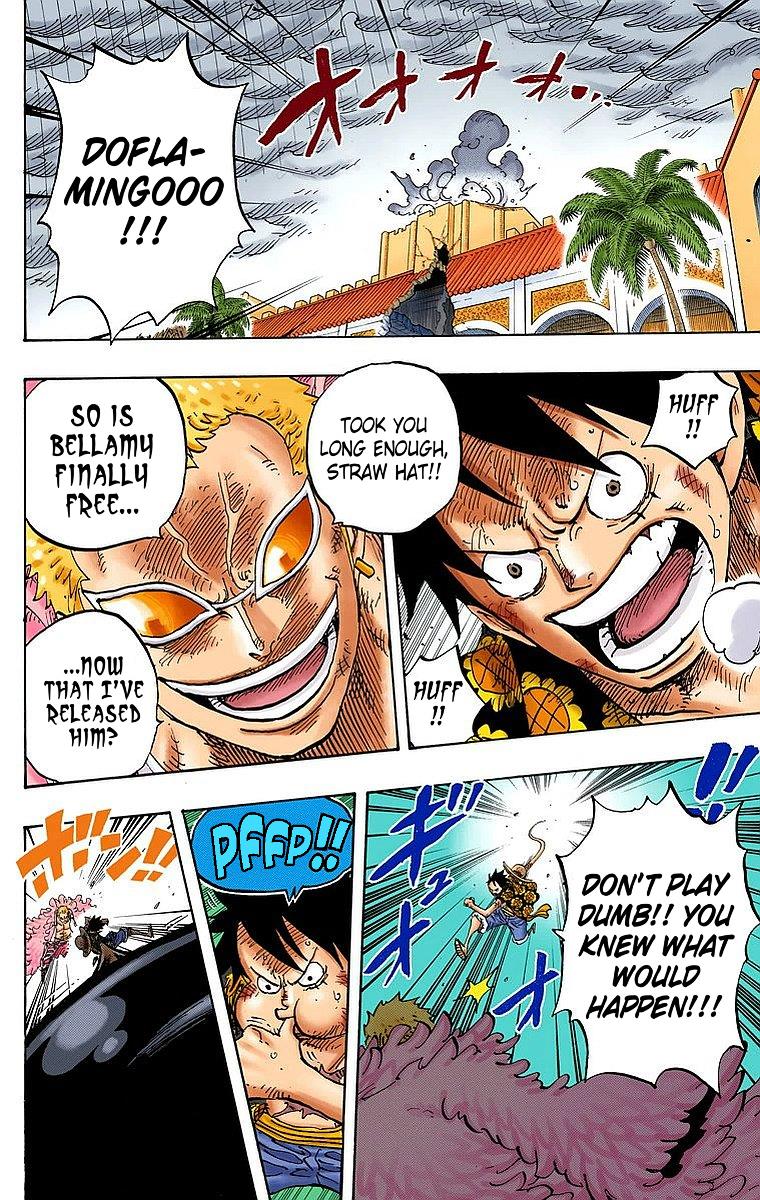 オオオオ...
DOFLA-
MINGOOO
!!!
HUFF
!!
TOOK YOU
LONG ENOUGH,
STRAW HAT!!
HUFF
!!
SO IS
BELLAMY
FINALLY
FREE...
...NOW
THAT I'VE
RELEASED
HIM?
ギュオ!!
!!
DON'T PLAY
DUMB!! YOU
KNEW WHAT
WOULD
HAPPEN!!!
PFFP!!
ボン!!